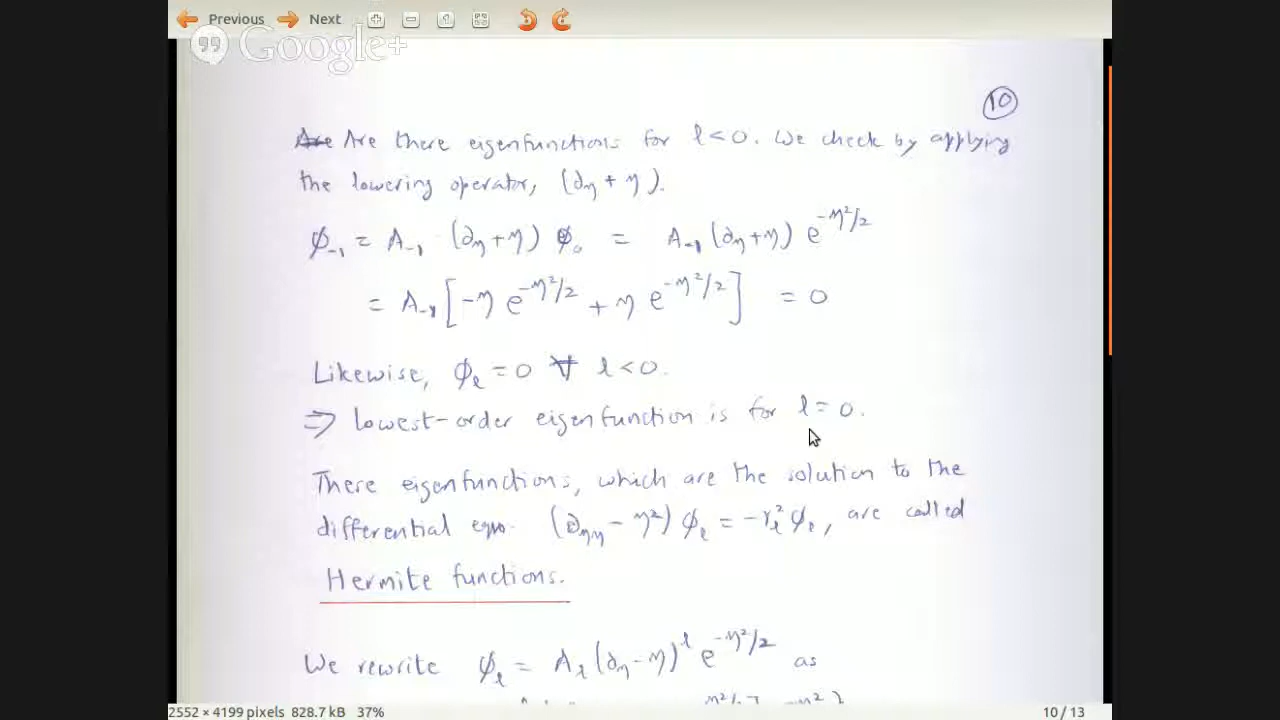 Previous Next
Google+
10
Are Are there eigenfunctions for l<0. We check by applying
the lowering operator, (∂η + η).
ϕ₋₁ = A₋₁ (∂η+η) ϕ₀ = A₋₁ (∂η+η) e^{-η²/2}
= A₋₁ [-η e^{-η²/2} + η e^{-η²/2}] = 0
Likewise, ϕₗ = 0 ∀ l<0.
⇒ lowest-order eigenfunction is for l=0.
There eigenfunctions, which are the solution to the
differential eqn. (∂ηη - η²) ϕₗ = -γₗ² ϕₗ, are called
Hermite functions.
We rewrite ϕₗ = Aₗ (∂η - η)^l e^{-η²/2} as
2552 × 4199 pixels 828.7 kB 37% 10 / 13